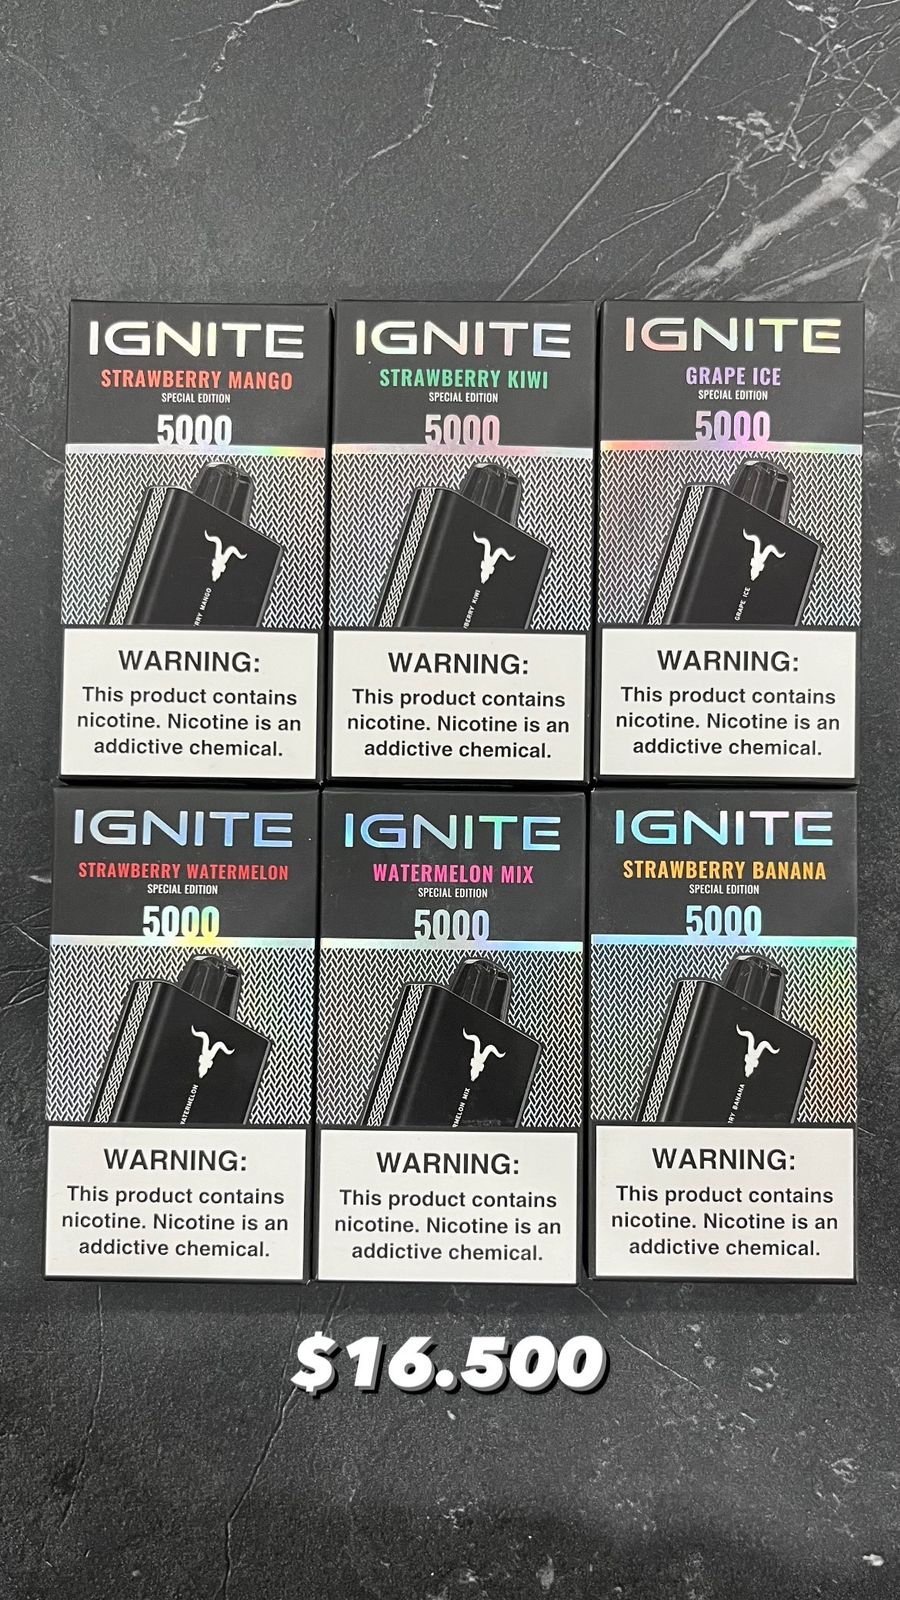 IGNITE
STRAWBERRY MANGO
SPECIAL EDITION
5000
MANGO
WARNING:
This product contains
nicotine. Nicotine is an
addictive chemical.
IGNITE
STRAWBERRY KIWI
SPECIAL EDITION
5000
KIWI
WARNING:
This product contains
nicotine. Nicotine is an
addictive chemical.
IGNITE
GRAPE ICE
SPECIAL EDITION
5000
GRAPE ICE
WARNING:
This product contains
nicotine. Nicotine is an
addictive chemical.
IGNITE
STRAWBERRY WATERMELON
SPECIAL EDITION
5000
WATERMELON
WARNING:
This product contains
nicotine. Nicotine is an
addictive chemical.
IGNITE
WATERMELON MIX
SPECIAL EDITION
5000
MIX
WARNING:
This product contains
nicotine. Nicotine is an
addictive chemical.
IGNITE
STRAWBERRY BANANA
SPECIAL EDITION
5000
BANANA
WARNING:
This product contains
nicotine. Nicotine is an
addictive chemical.
$16.500